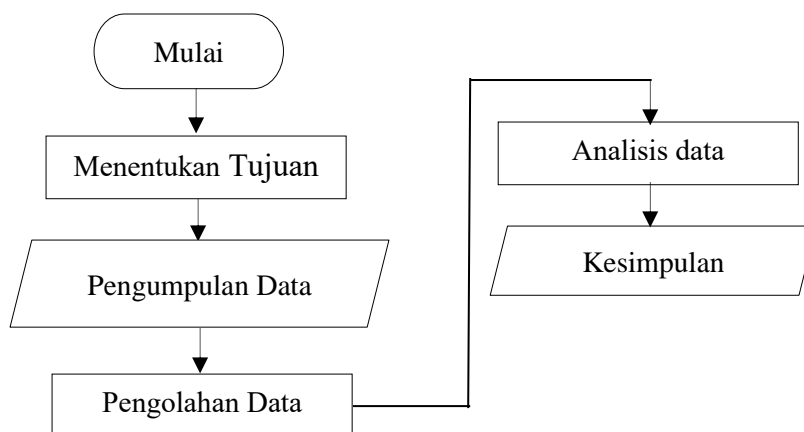 Mulai
Menentukan Tujuan
Pengumpulan Data
Pengolahan Data
Analisis data
Kesimpulan